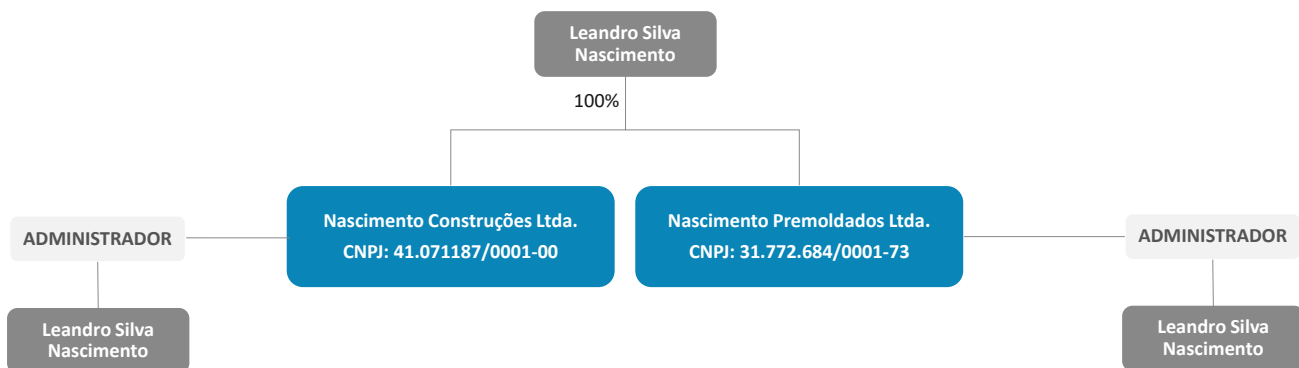 Leandro Silva
Nascimento
100%
Nascimento Construções Ltda.
CNPJ: 41.071187/0001-00
Nascimento Premoldados Ltda.
CNPJ: 31.772.684/0001-73
ADMINISTRADOR
ADMINISTRADOR
Leandro Silva
Nascimento
Leandro Silva
Nascimento